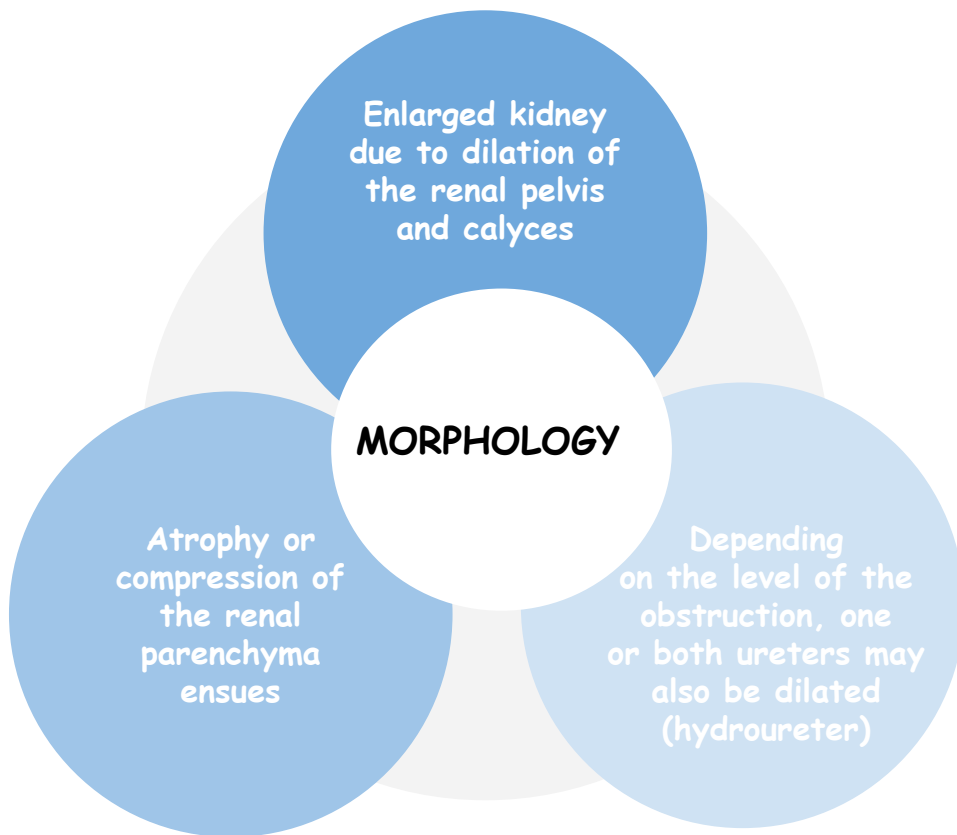 Enlarged kidney
due to dilation of
the renal pelvis
and calyces
MORPHOLOGY
Atrophy or
compression of
the renal
parenchyma
ensues
Depending
on the level of the
obstruction, one
or both ureters may
also be dilated
(hydroureter)